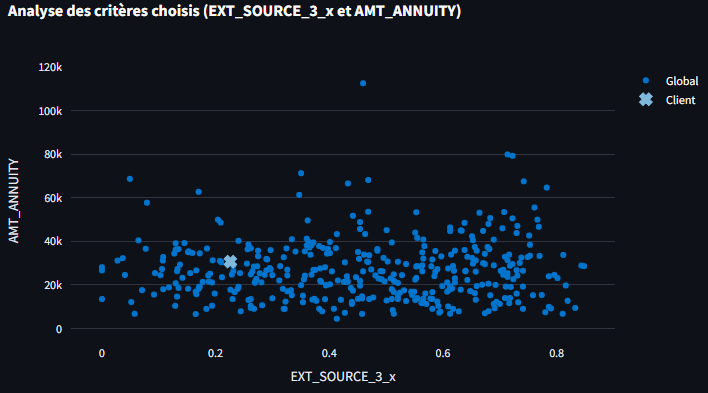 Analyse des critères choisis (EXT_SOURCE_3_x et AMT_ANNUITY)
120k
100k
80k
60k
40k
20k
0
AMT_ANNUITY
0
0.2
0.4
0.6
0.8
EXT_SOURCE_3_x
Global
Client